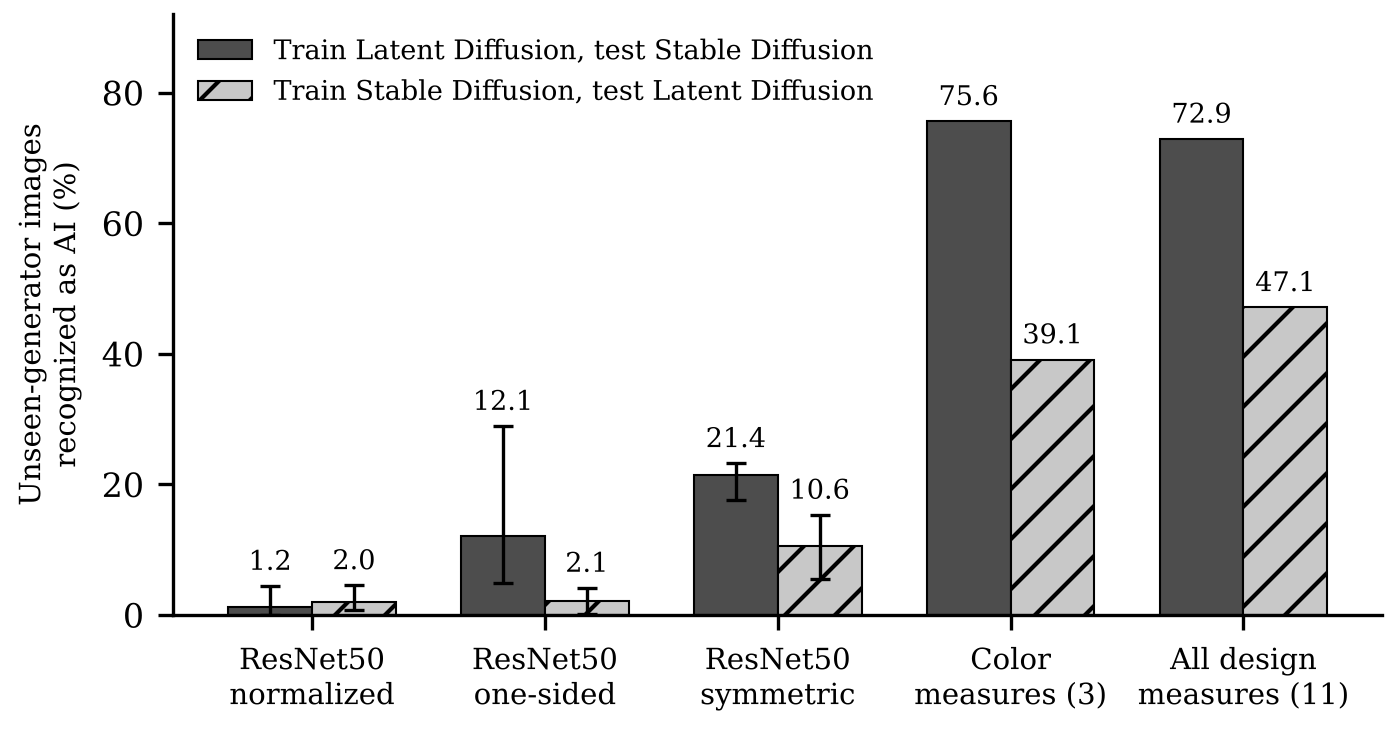 Train Latent Diffusion, test Stable Diffusion
Train Stable Diffusion, test Latent Diffusion
Unseen-generator images
recognized as AI (%)
80
60
40
20
0
1.2
2.0
12.1
2.1
21.4
10.6
75.6
39.1
72.9
47.1
ResNet50
normalized
ResNet50
one-sided
ResNet50
symmetric
Color
measures (3)
All design
measures (11)